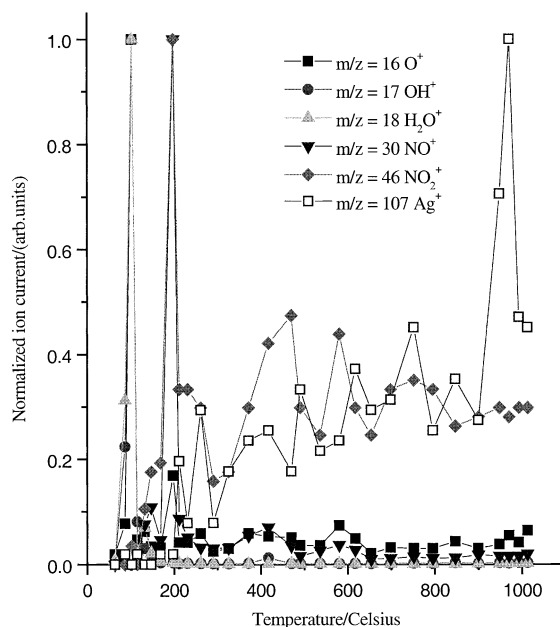 1.0
0.8
0.6
0.4
0.2
0.0
Normalized ion current/(arb.units)
m/z = 16 O⁺
m/z = 17 OH⁺
m/z = 18 H₂O⁺
m/z = 30 NO⁺
m/z = 46 NO₂⁺
m/z = 107 Ag⁺
0 200 400 600 800 1000
Temperature/Celsius